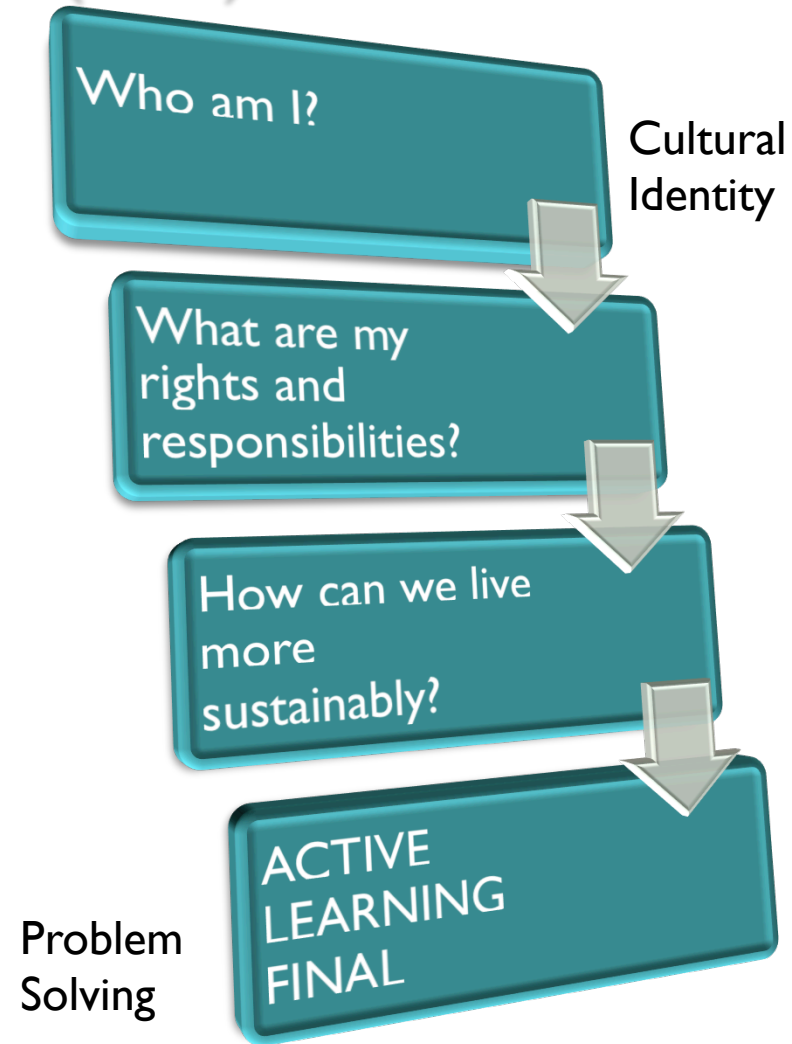 Who am I?
Cultural
Identity
What are my
rights and
responsibilities?
How can we live
more
sustainably?
ACTIVE
LEARNING
FINAL
Problem
Solving